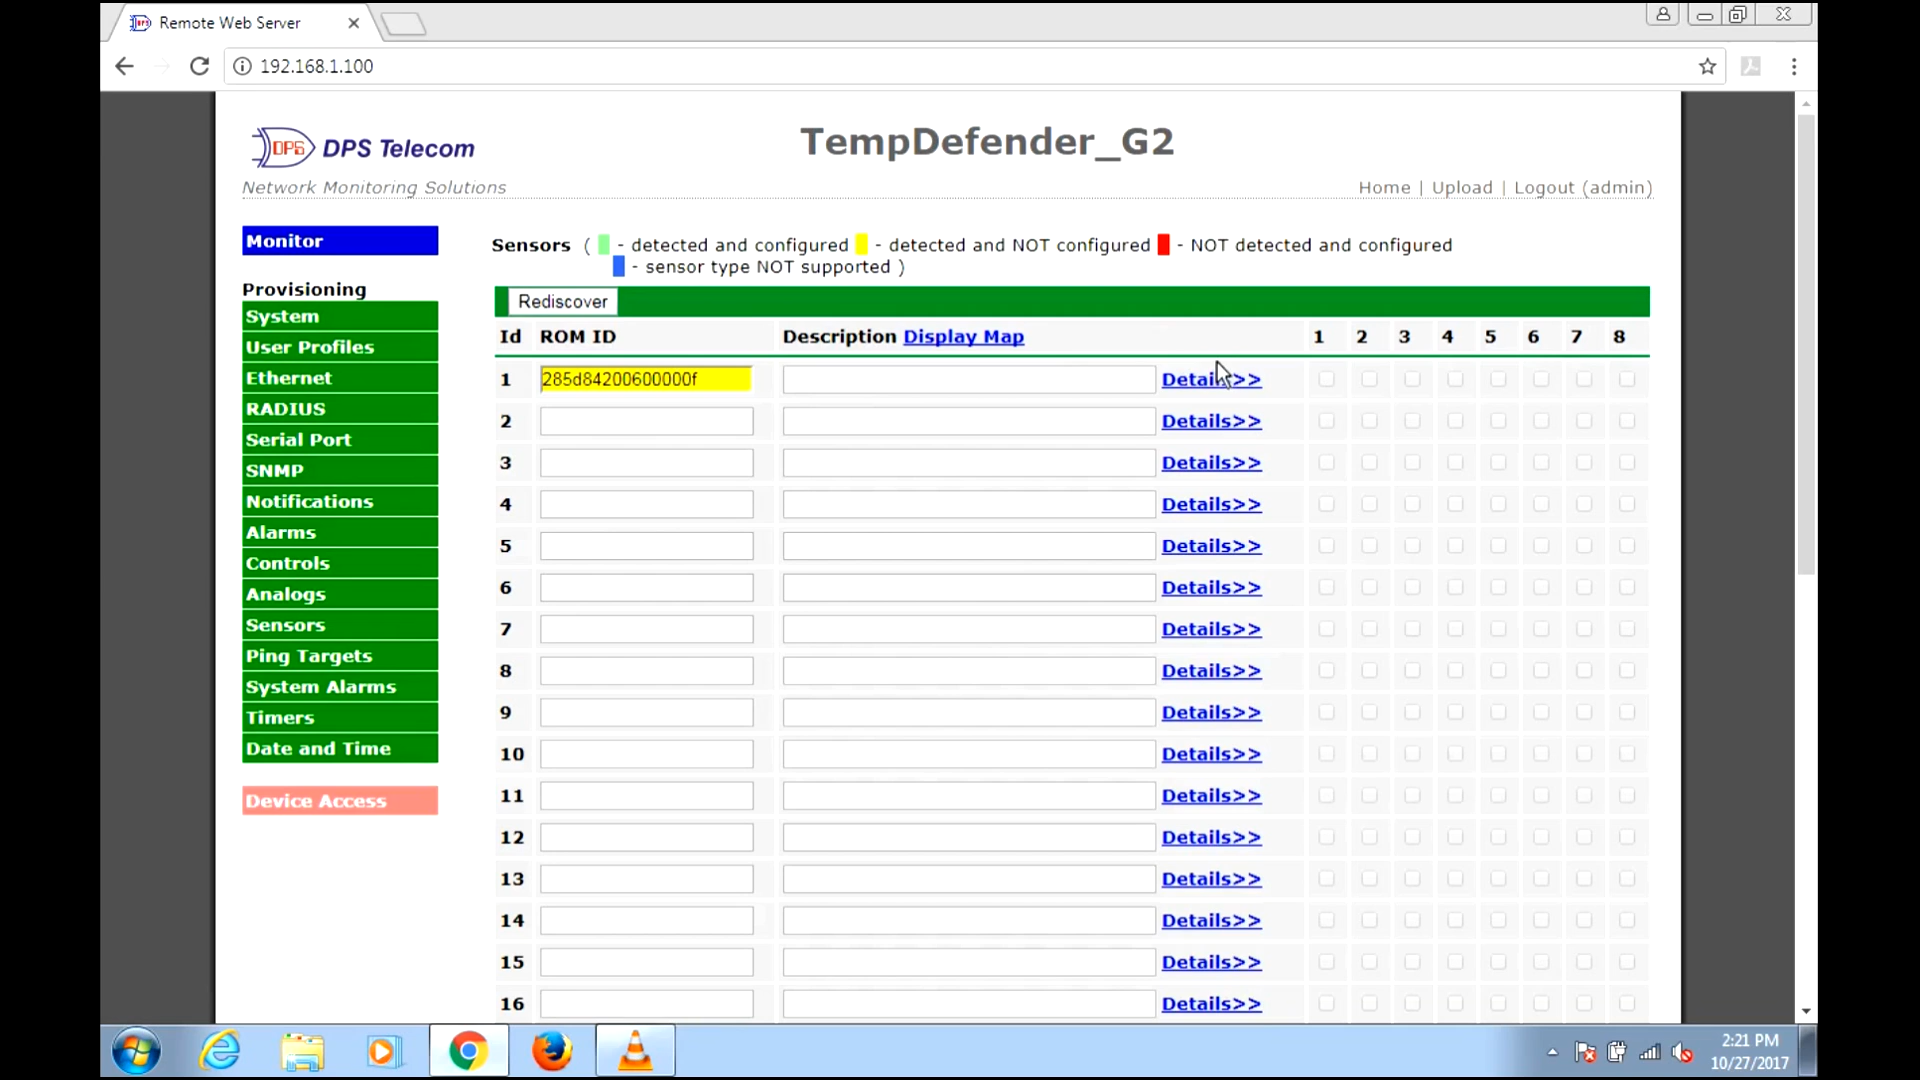 Remote Web Server
192.168.1.100
DPS DPS Telecom
TempDefender_G2
Network Monitoring Solutions
Home | Upload | Logout (admin)
Monitor
Provisioning
System
User Profiles
Ethernet
RADIUS
Serial Port
SNMP
Notifications
Alarms
Controls
Analogs
Sensors
Ping Targets
System Alarms
Timers
Date and Time
Device Access
Sensors ( - detected and configured - detected and NOT configured - NOT detected and configured
- sensor type NOT supported )
Rediscover
Id ROM ID Description Display Map 1 2 3 4 5 6 7 8
1 285d84200600000f Details>>
2 Details>>
3 Details>>
4 Details>>
5 Details>>
6 Details>>
7 Details>>
8 Details>>
9 Details>>
10 Details>>
11 Details>>
12 Details>>
13 Details>>
14 Details>>
15 Details>>
16 Details>>
2:21 PM
10/27/2017